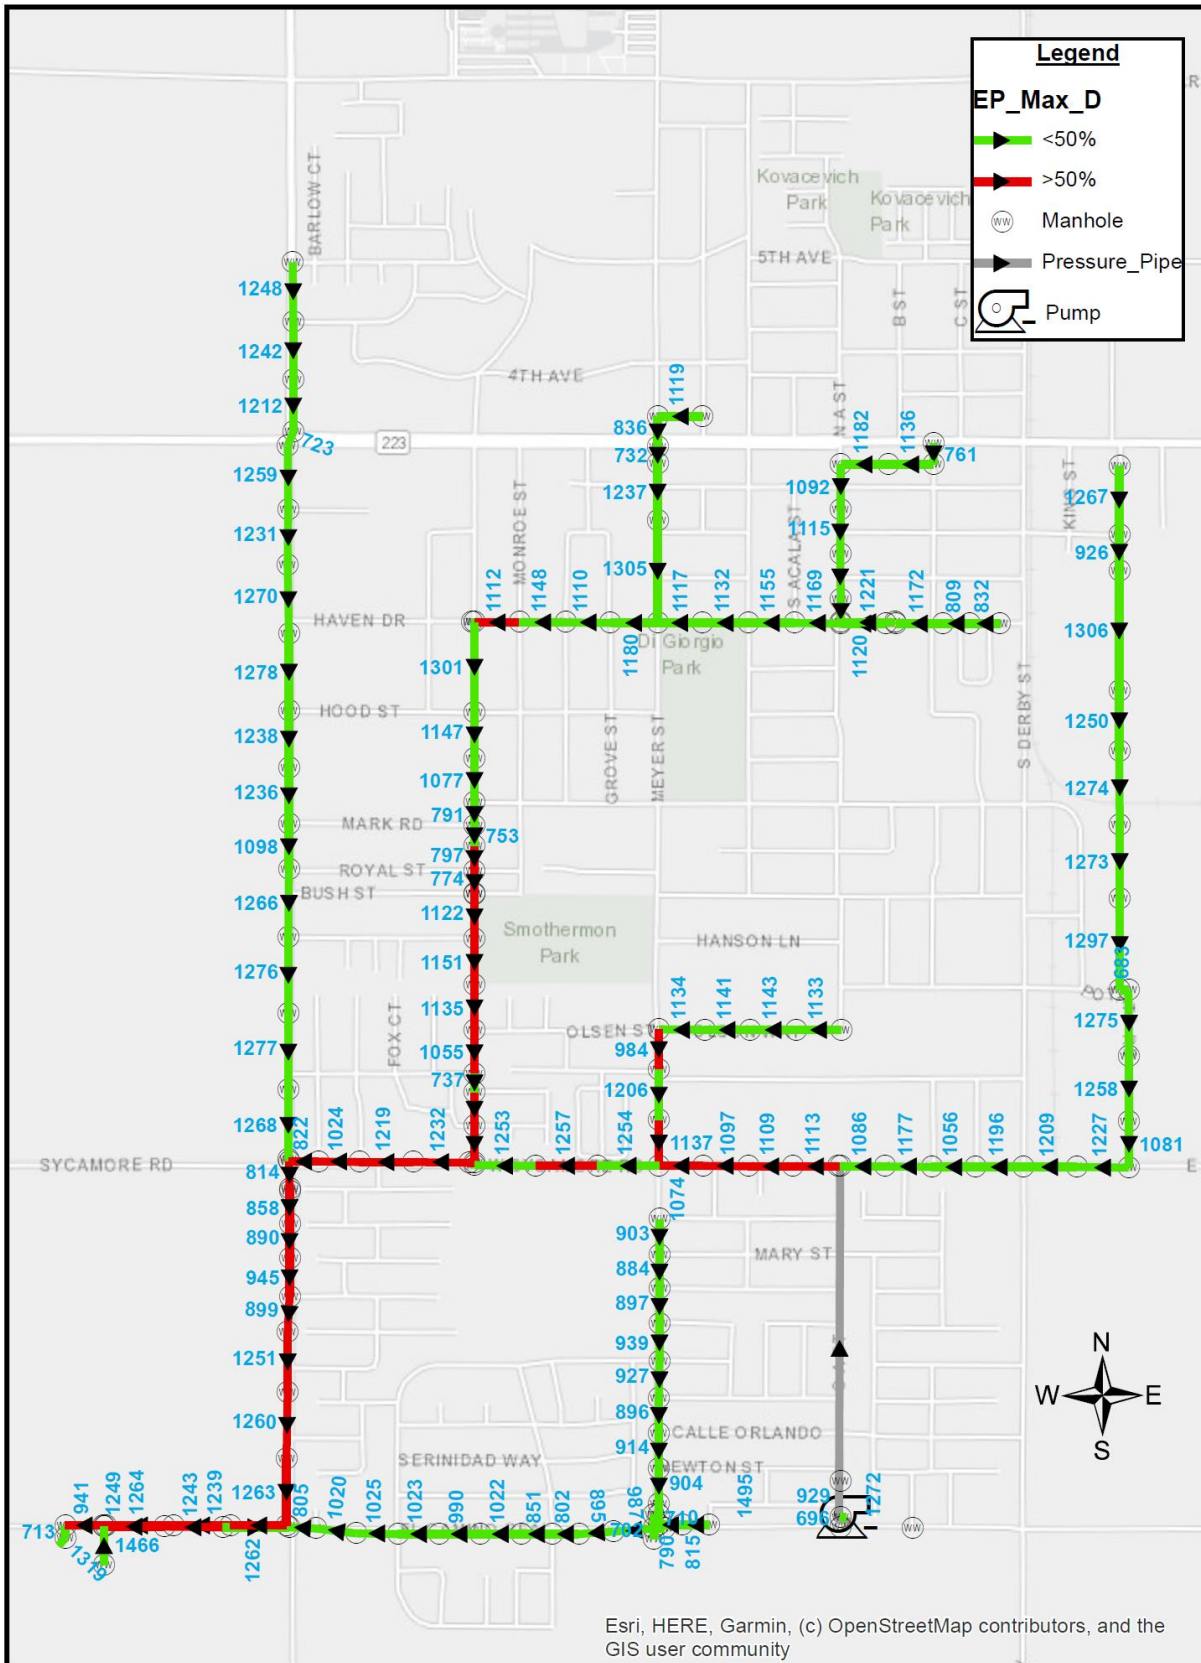 Legend
EP_Max_D
<50%
>50%
WW Manhole
Pressure_Pipe
Pump
BARLOW CT
Kovacevich
Park
Kovacevich
Park
5TH AVE
B ST
C ST
4TH AVE
N A ST
223
KING ST
MONROE ST
S ACALA ST
HAVEN DR
Di Giorgio
Park
HOOD ST
GROVE ST
MEYER ST
S DERBY ST
MARK RD
ROYAL ST
BUSH ST
Smothermon
Park
HANSON LN
FOX CT
OLSEN ST
SYCAMORE RD
E
MARY ST
CALLE ORLANDO
SERINIDAD WAY
NEWTON ST
1248
1242
1212
723
1259
1231
1270
1278
1238
1236
1098
1266
1276
1277
1268
1119
836
732
1237
1305
1182
1136
761
1092
1115
1267
926
1306
1250
1274
1273
1297
683
1275
1258
1081
1112
1148
1110
1180
1117
1132
1155
1169
1221
1120
1172
809
832
1301
1147
1077
791
753
797
774
1122
1151
1135
1055
737
1134
1141
1143
1133
984
1206
822
1024
1219
1232
1253
1257
1254
1137
1097
1109
1113
1086
1177
1056
1196
1209
1227
1074
814
858
890
945
899
1251
1260
1263
903
884
897
939
927
896
914
904
941
1249
1264
1243
1239
805
1020
1025
1023
990
1022
851
802
568
786
710
702
790
815
1495
929
696
1272
713
1319
1466
1262
N
W E
S
Esri, HERE, Garmin, (c) OpenStreetMap contributors, and the
GIS user community